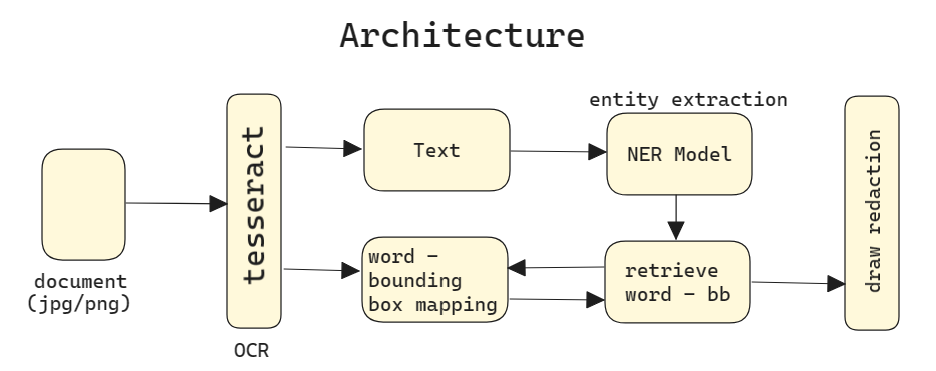 Architecture
entity extraction
tesseract
Text
NER Model
draw redaction
word -
bounding
box mapping
retrieve
word - bb
document
(jpg/png)
OCR